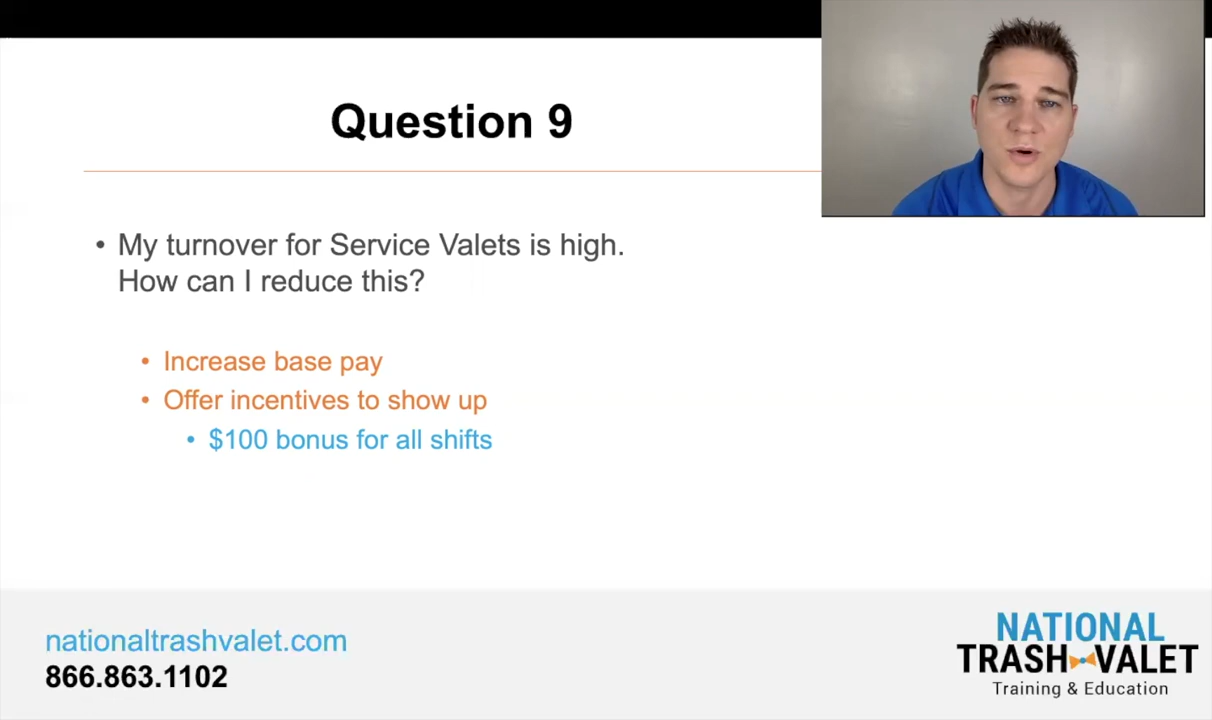 Question 9
• My turnover for Service Valets is high.
How can I reduce this?
• Increase base pay
• Offer incentives to show up
• $100 bonus for all shifts
nationaltrashvalet.com
866.863.1102
NATIONAL
TRASH VALET
Training & Education